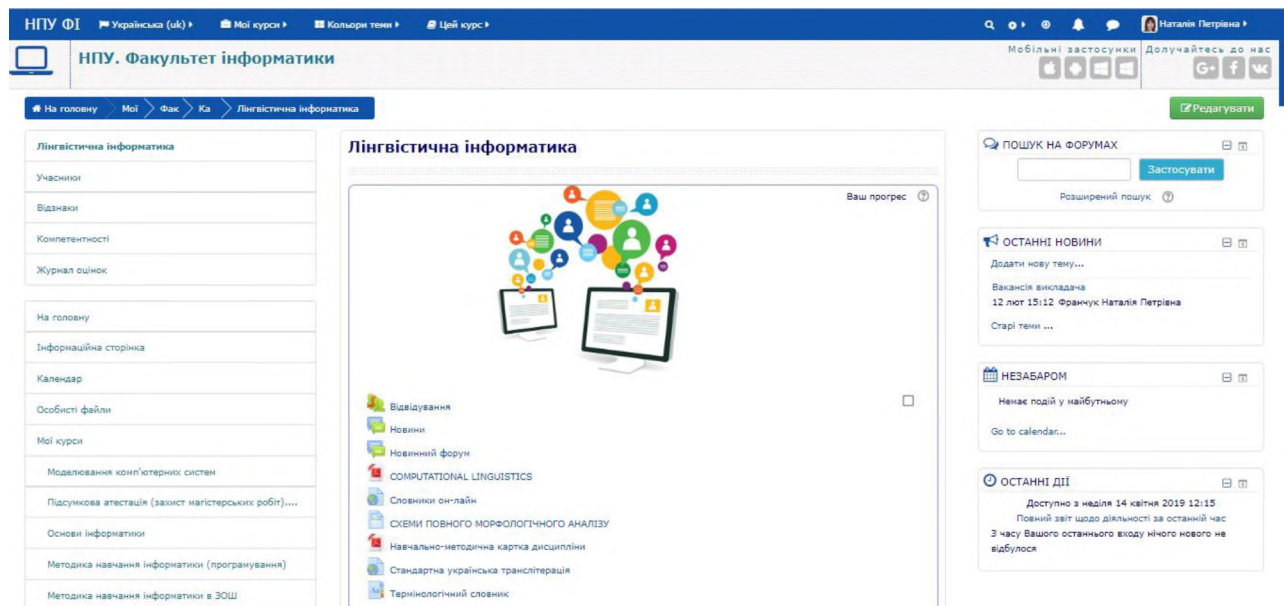 НПУ ФІ Українська (uk) Мої курси Кольори теми Цей курс Наталія Петрівна
НПУ. Факультет інформатики
Мобільні застосунки Долучайтесь до нас
На головну Мої Фак Ка Лінгвістична інформатика
Редагувати
Лінгвістична інформатика
Учасники
Відзнаки
Компетентності
Журнал оцінок
На головну
Інформаційна сторінка
Календар
Особисті файли
Мої курси
Моделювання комп'ютерних систем
Підсумкова атестація (захист магістерських робіт)....
Основи інформатики
Методика навчання інформатики (програмування)
Методика навчання інформатики в ЗОШ
Лінгвістична інформатика
Ваш прогрес
Відвідування
Новини
Новинний форум
COMPUTATIONAL LINGUISTICS
Словники он-лайн
СХЕМИ ПОВНОГО МОРФОЛОГІЧНОГО АНАЛІЗУ
Навчально-методична картка дисципліни
Стандартна українська транслітерація
Термінологічний словник
ПОШУК НА ФОРУМАХ
Застосувати
Розширений пошук
ОСТАННІ НОВИНИ
Додати нову тему...
Вакансія викладача
12 лют 15:12 Франчук Наталія Петрівна
Старі теми ...
НЕЗАБАРОМ
Немає подій у майбутньому
Go to calendar...
ОСТАННІ ДІЇ
Доступно з неділя 14 квітня 2019 12:15
Повний звіт щодо діяльності за останній час
З часу Вашого останнього входу нічого нового не
відбулося